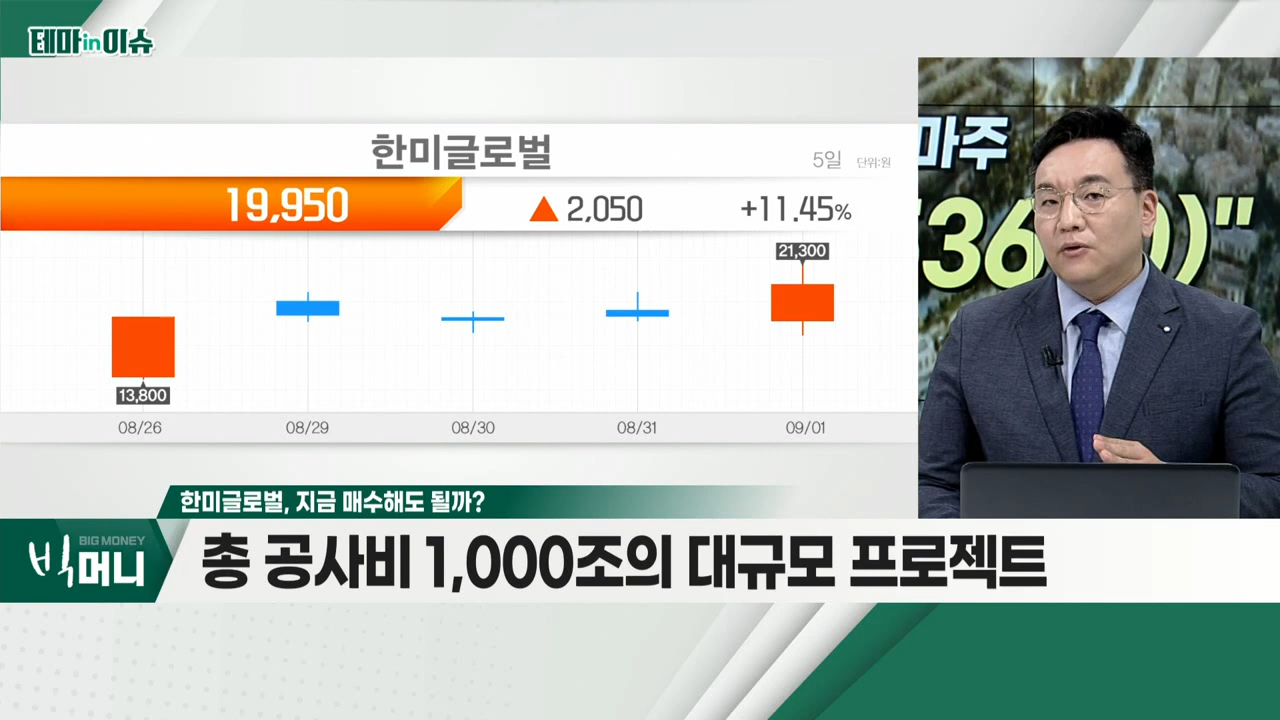 테마in이슈
한미글로벌
5일 단위:원
19,950 ▲ 2,050 +11.45%
21,300
13,800
08/26 08/29 08/30 08/31 09/01
마주
36
)"
한미글로벌, 지금 매수해도 될까?
빅머니 BIG MONEY
총 공사비 1,000조의 대규모 프로젝트